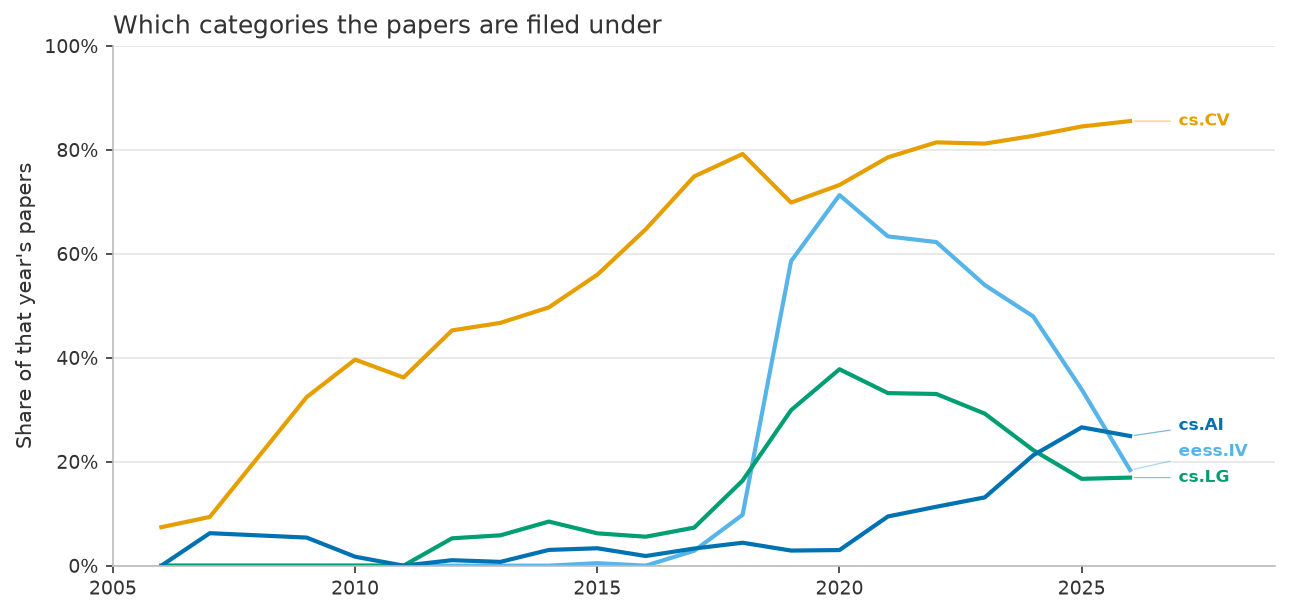 Which categories the papers are filed under
Share of that year's papers
100%
80%
60%
40%
20%
0%
2005
2010
2015
2020
2025
cs.CV
cs.AI
eess.IV
cs.LG